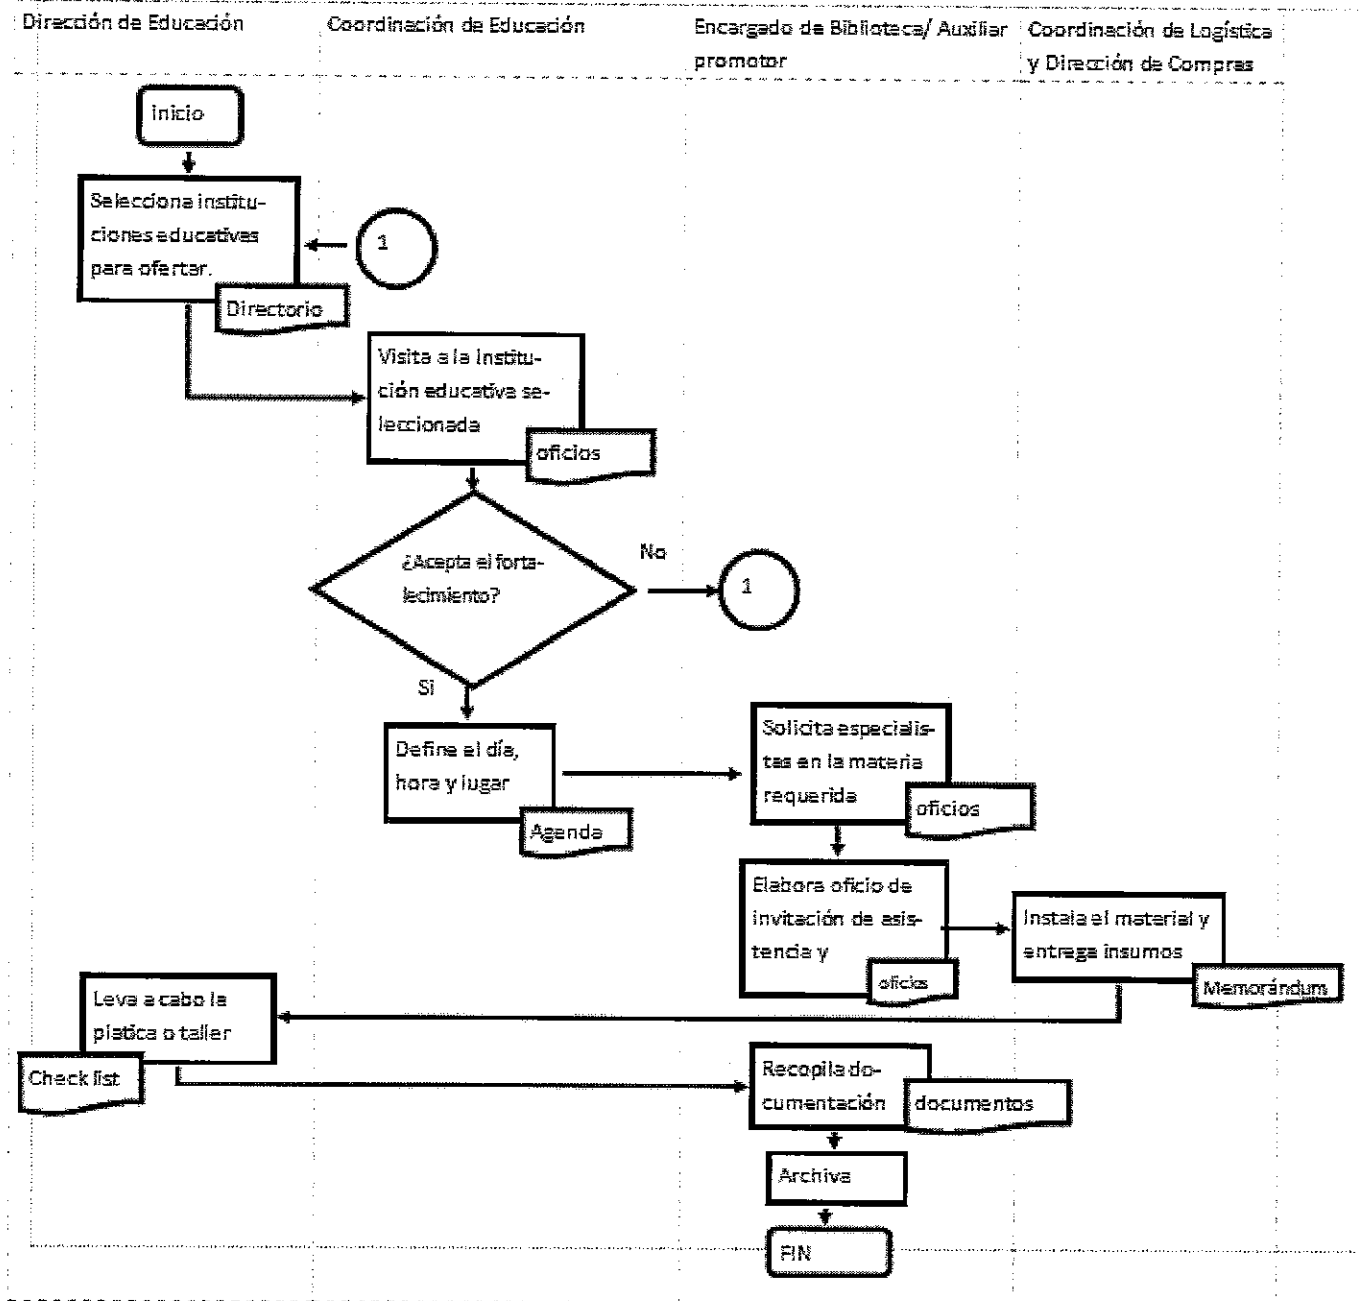 Dirección de Educación
Coordinación de Educación
Encargado de Biblioteca/ Auxiliar
promotor
Coordinación de Logística
y Dirección de Compras
Inicio
Selecciona institu-
ciones educativas
para ofertar.
1
Directorio
Visita a la Institu-
ción educativa se-
leccionada
oficios
¿Acepta el forta-
lecimiento?
No
1
Si
Define el día,
hora y lugar
Agenda
Solicita especialis-
tas en la materia
requerida
oficios
Elabora oficio de
invitación de asis-
tencia y
oficios
Instala el material y
entrega insumos
Memorándum
Leva a cabo la
platica o taller
Check list
Recopila do-
cumentación
documentos
Archiva
FIN